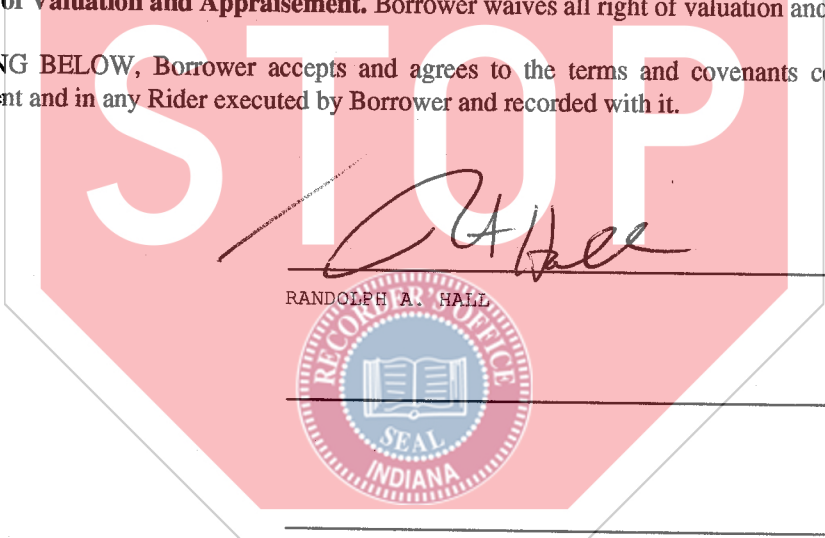 of Valuation and Appraisement. Borrower waives all right of valuation and
NG BELOW, Borrower accepts and agrees to the terms and covenants
ent and in any Rider executed by Borrower and recorded with it.
STOP
R A Hall
RANDOLPH A. HALL
RECORDER'S OFFICE
SEAL
INDIANA